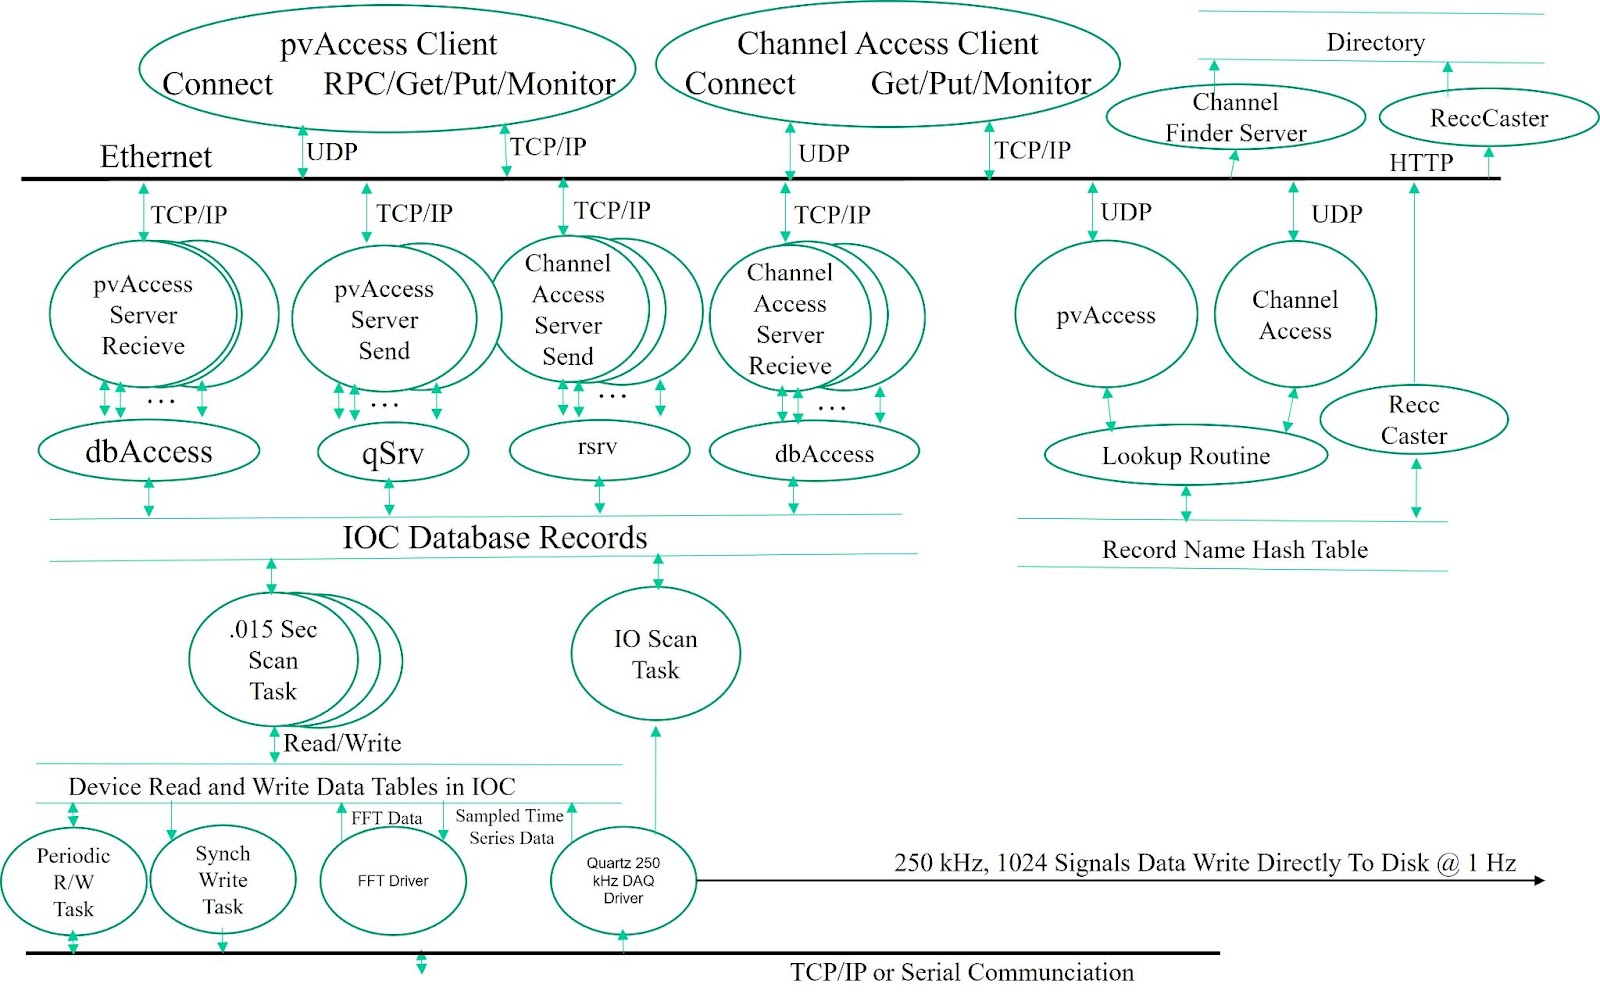 pvAccess Client
Connect RPC/Get/Put/Monitor
Channel Access Client
Connect Get/Put/Monitor
Directory
Channel
Finder Server
ReccCaster
Ethernet
UDP
TCP/IP
UDP
TCP/IP
HTTP
TCP/IP
TCP/IP
TCP/IP
TCP/IP
UDP
UDP
pvAccess
Server
Recieve
pvAccess
Server
Send
Channel
Access
Server
Send
Channel
Access
Server
Recieve
pvAccess
Channel
Access
...
...
...
...
Recc
Caster
dbAccess
qSrv
rsrv
dbAccess
Lookup Routine
IOC Database Records
Record Name Hash Table
.015 Sec
Scan
Task
IO Scan
Task
Read/Write
Device Read and Write Data Tables in IOC
FFT Data
Sampled Time
Series Data
Periodic
R/W
Task
Synch
Write
Task
FFT Driver
Quartz 250
kHz DAQ
Driver
250 kHz, 1024 Signals Data Write Directly To Disk @ 1 Hz
TCP/IP or Serial Communciation